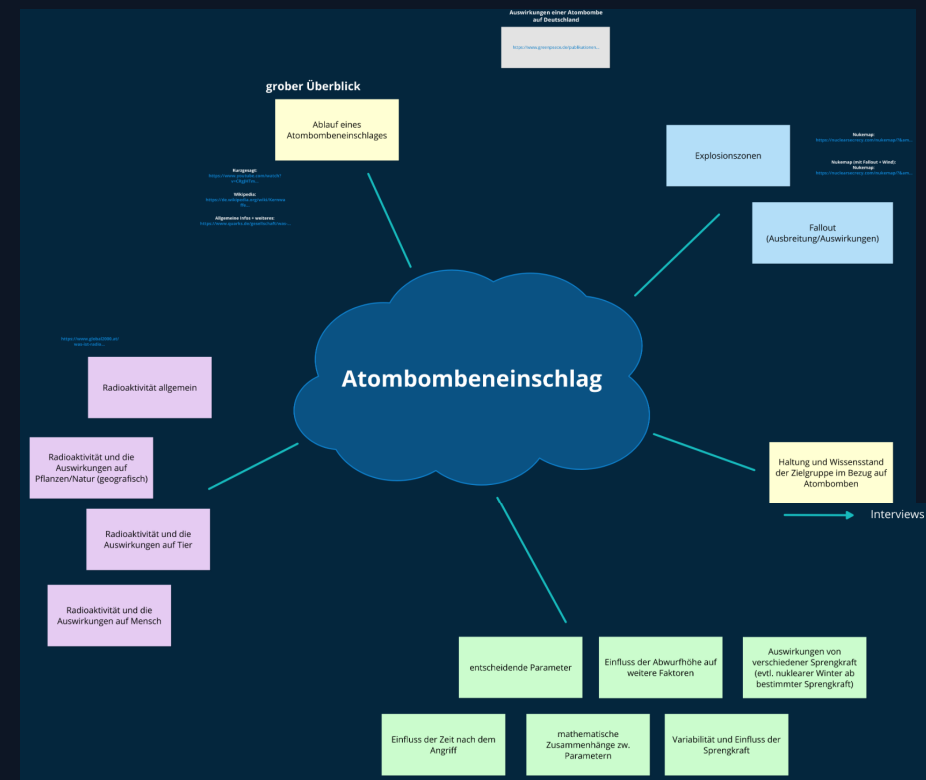 Auswirkungen einer Atombombe
auf Deutschland
grober Überblick
Ablauf eines
Atombombeneinschlages
Kurzgesagt:
Wikipedia:
Allgemeine Infos + weiteres:
Explosionszonen
Nukemap:
Nukemap (mit Fallout + Wind):
Nukemap:
Fallout
(Ausbreitung/Auswirkungen)
Atombombeneinschlag
Radioaktivität allgemein
Radioaktivität und die
Auswirkungen auf
Pflanzen/Natur (geografisch)
Radioaktivität und die
Auswirkungen auf Tier
Radioaktivität und die
Auswirkungen auf Mensch
Haltung und Wissensstand
der Zielgruppe im Bezug auf
Atombomben
Interviews
entscheidende Parameter
Einfluss der Abwurfhöhe auf
weitere Faktoren
Auswirkungen von
verschiedener Sprengkraft
(evtl. nuklearer Winter ab
bestimmter Sprengkraft)
Einfluss der Zeit nach dem
Angriff
mathematische
Zusammenhänge zw.
Parametern
Variabilität und Einfluss der
Sprengkraft